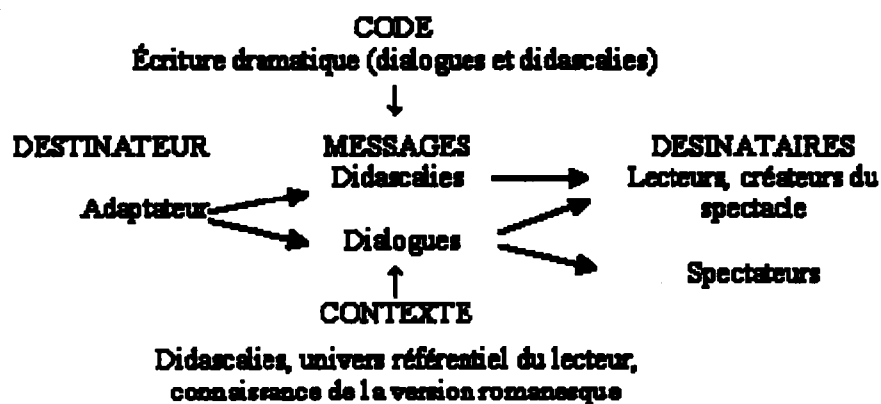 CODE
Écriture dramatique (dialogues et didascalies)
DESTINATEUR MESSAGES DESINATAIRES
Didascalies Lecteurs, créateurs du
Adaptateur spectacle
Dialogues
Spectateurs
CONTEXTE
Didascalies, univers référentiel du lecteur,
connaissance de la version romanesque